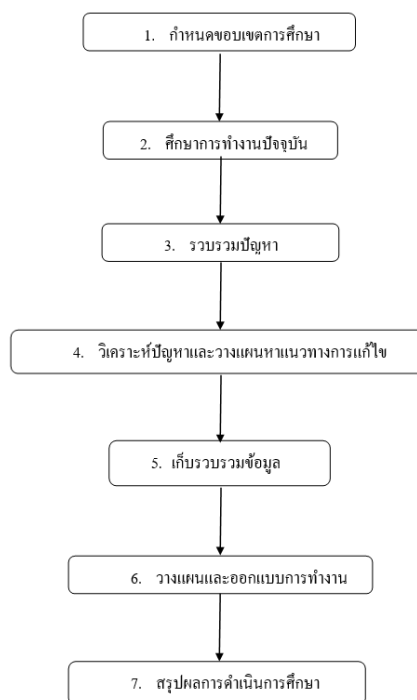 1. กำหนดขอบเขตการศึกษา
2. ศึกษาการทำงานปัจจุบัน
3. รวบรวมปัญหา
4. วิเคราะห์ปัญหาและวางแผนหาแนวทางการแก้ไข
5. เก็บรวบรวมข้อมูล
6. วางแผนและออกแบบการทำงาน
7. สรุปผลการดำเนินการศึกษา